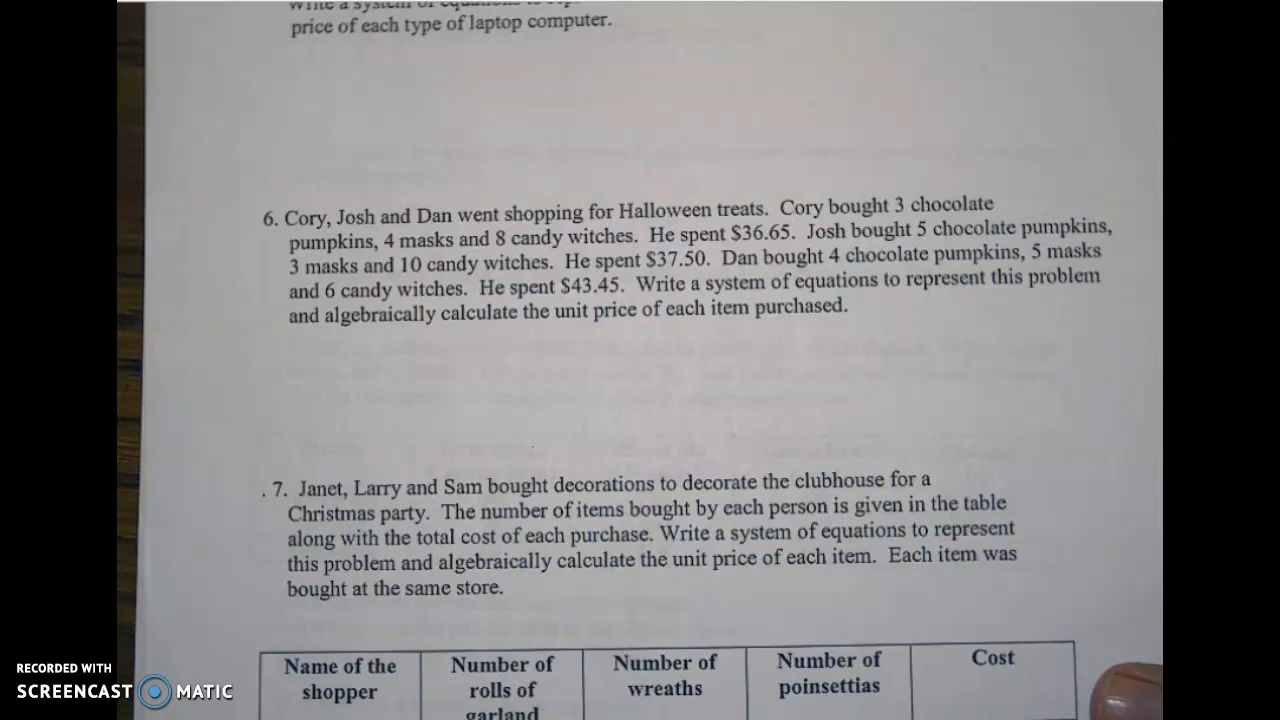 price of each type of laptop computer.
6. Cory, Josh and Dan went shopping for Halloween treats. Cory bought 3 chocolate
pumpkins, 4 masks and 8 candy witches. He spent $36.65. Josh bought 5 chocolate pumpkins,
3 masks and 10 candy witches. He spent $37.50. Dan bought 4 chocolate pumpkins, 5 masks
and 6 candy witches. He spent $43.45. Write a system of equations to represent this problem
and algebraically calculate the unit price of each item purchased.
. 7. Janet, Larry and Sam bought decorations to decorate the clubhouse for a
Christmas party. The number of items bought by each person is given in the table
along with the total cost of each purchase. Write a system of equations to represent
this problem and algebraically calculate the unit price of each item. Each item was
bought at the same store.
Name of the shopper
Number of rolls of garland
Number of wreaths
Number of poinsettias
Cost
RECORDED WITH
SCREENCAST MATIC